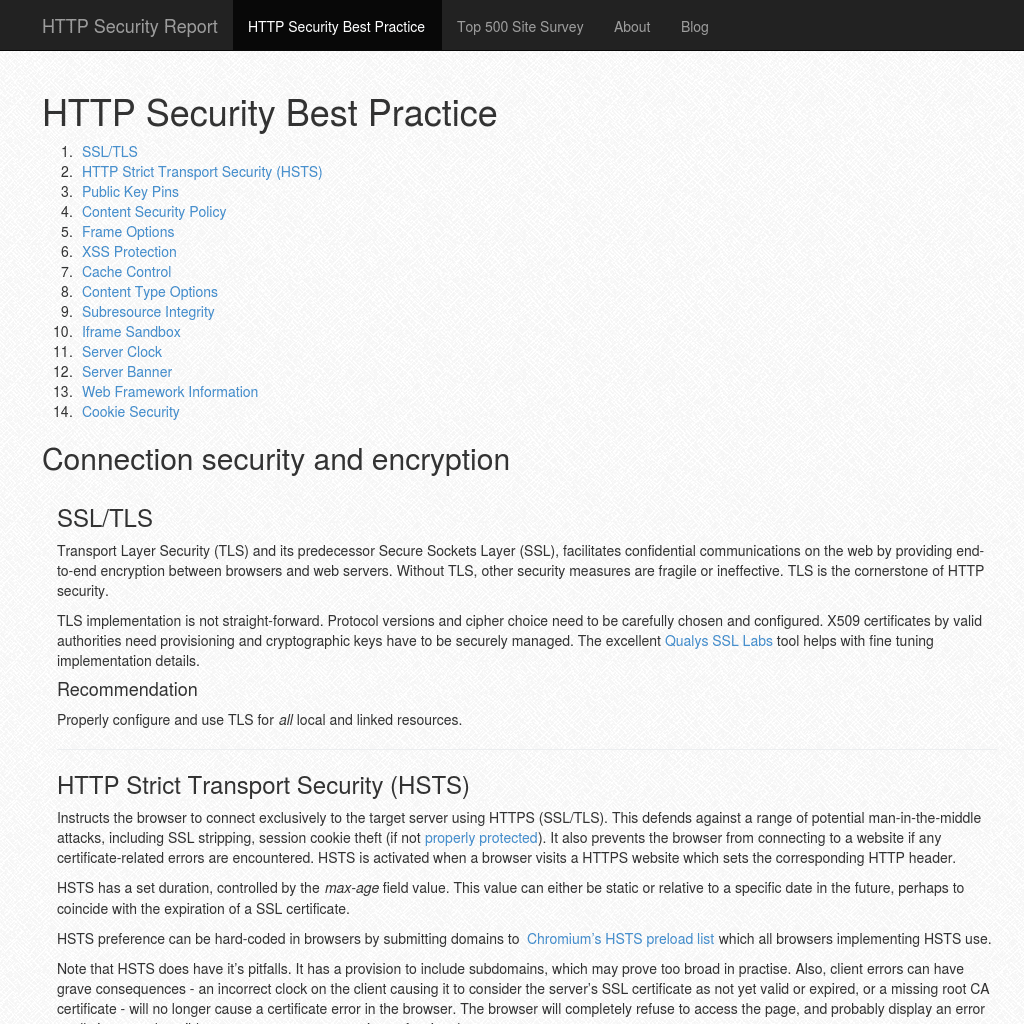 HTTP Security Report HTTP Security Best Practice Top 500 Site Survey About Blog
HTTP Security Best Practice
1. SSL/TLS
2. HTTP Strict Transport Security (HSTS)
3. Public Key Pins
4. Content Security Policy
5. Frame Options
6. XSS Protection
7. Cache Control
8. Content Type Options
9. Subresource Integrity
10. Iframe Sandbox
11. Server Clock
12. Server Banner
13. Web Framework Information
14. Cookie Security
Connection security and encryption
SSL/TLS
Transport Layer Security (TLS) and its predecessor Secure Sockets Layer (SSL), facilitates confidential communications on the web by providing end-
to-end encryption between browsers and web servers. Without TLS, other security measures are fragile or ineffective. TLS is the cornerstone of HTTP
security.
TLS implementation is not straight-forward. Protocol versions and cipher choice need to be carefully chosen and configured. X509 certificates by valid
authorities need provisioning and cryptographic keys have to be securely managed. The excellent Qualys SSL Labs tool helps with fine tuning
implementation details.
Recommendation
Properly configure and use TLS for all local and linked resources.
HTTP Strict Transport Security (HSTS)
Instructs the browser to connect exclusively to the target server using HTTPS (SSL/TLS). This defends against a range of potential man-in-the-middle
attacks, including SSL stripping, session cookie theft (if not properly protected). It also prevents the browser from connecting to a website if any
certificate-related errors are encountered. HSTS is activated when a browser visits a HTTPS website which sets the corresponding HTTP header.
HSTS has a set duration, controlled by the max-age field value. This value can either be static or relative to a specific date in the future, perhaps to
coincide with the expiration of a SSL certificate.
HSTS preference can be hard-coded in browsers by submitting domains to Chromium's HSTS preload list which all browsers implementing HSTS use.
Note that HSTS does have it's pitfalls. It has a provision to include subdomains, which may prove too broad in practise. Also, client errors can have
grave consequences - an incorrect clock on the client causing it to consider the server's SSL certificate as not yet valid or expired, or a missing root CA
certificate - will no longer cause a certificate error in the browser. The browser will completely refuse to access the page, and probably display an error